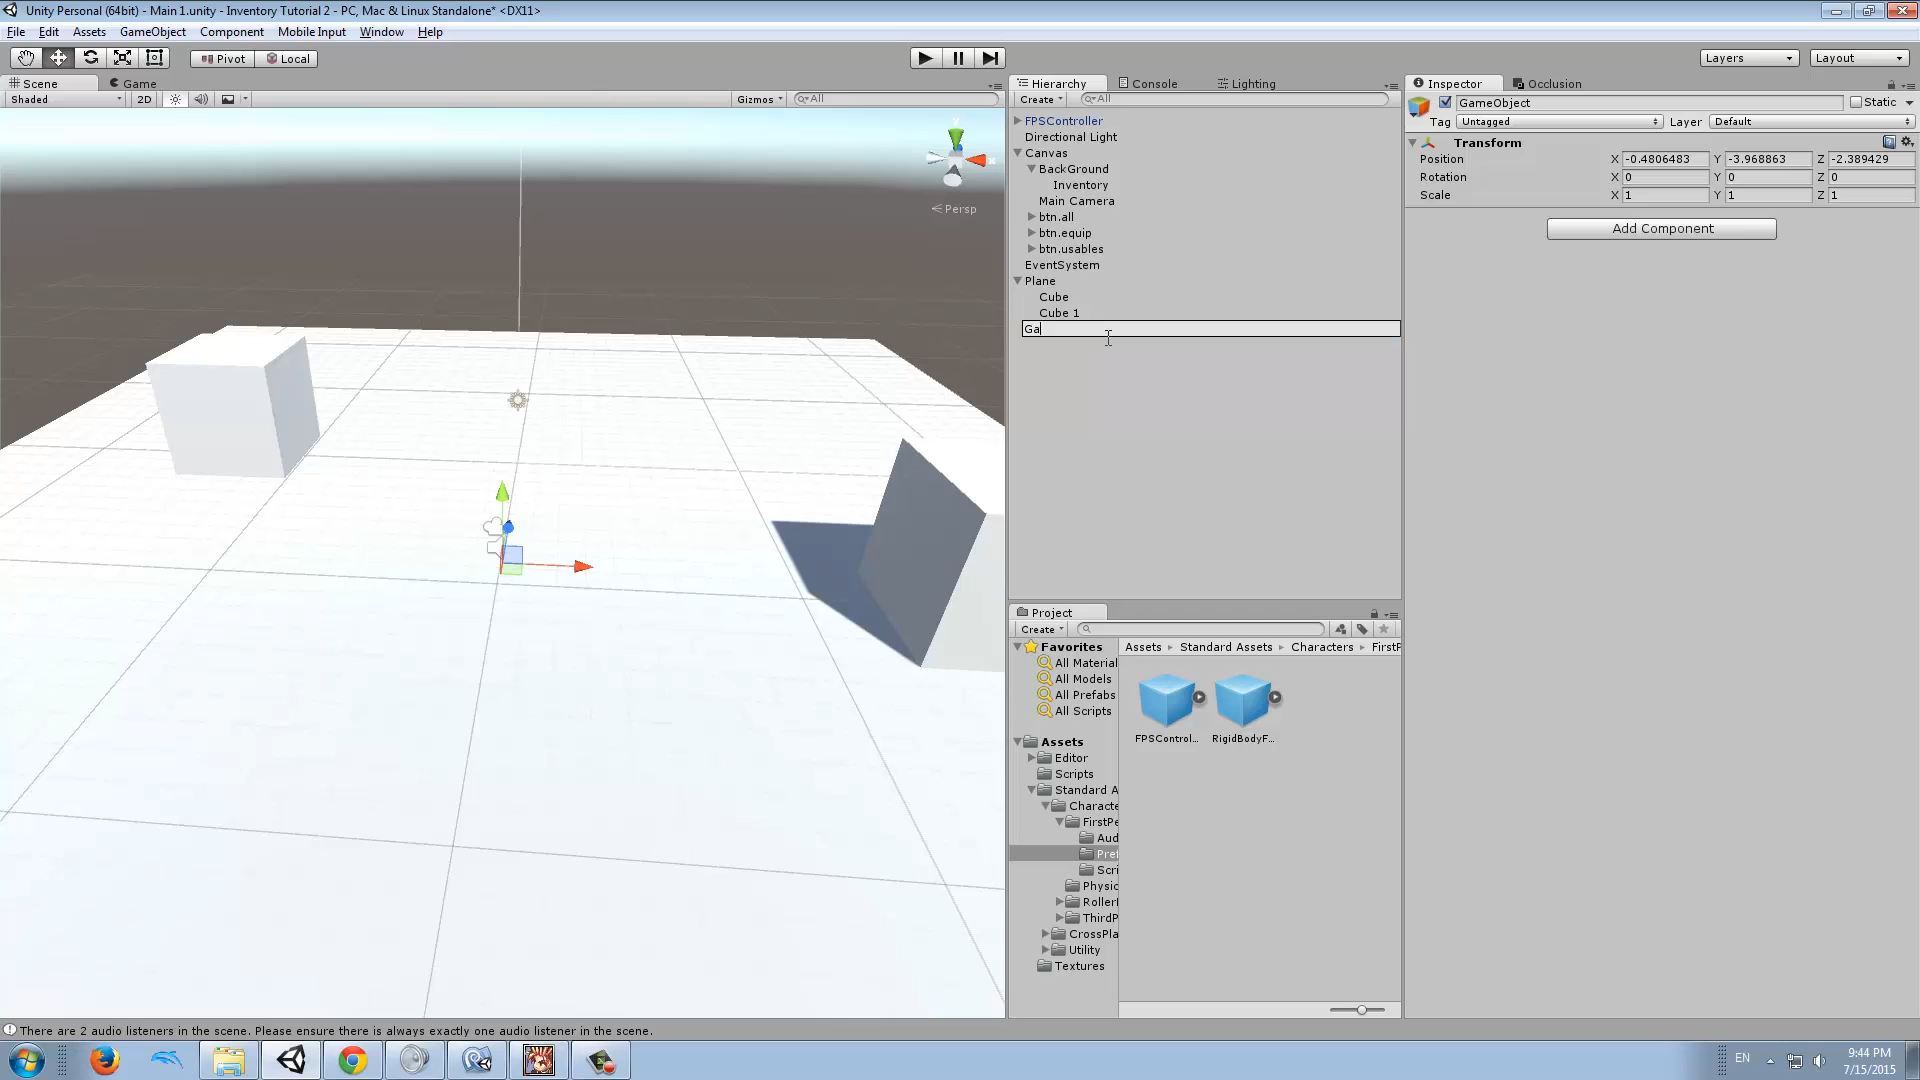 Unity Personal (64bit) - Main 1.unity - Inventory Tutorial 2 - PC, Mac & Linux Standalone* <DX11>
File Edit Assets GameObject Component Mobile Input Window Help
Pivot Local Layers Layout
Scene Game Hierarchy Console Lighting Inspector Occlusion
Shaded 2D Gizmos All Create All
GameObject Static
Tag Untagged Layer Default
FPSController
Directional Light
Canvas
BackGround
Inventory
Main Camera
btn.all
btn.equip
btn.usables
EventSystem
Plane
Cube
Cube 1
Ga
Transform
Position X -0.4806483 Y -3.968863 Z -2.389429
Rotation X 0 Y 0 Z 0
Scale X 1 Y 1 Z 1
Add Component
y
x
Persp
Project
Create
Favorites
All Material
All Models
All Prefabs
All Scripts
Assets
Editor
Scripts
Standard A
Characte
FirstPe
Aud
Pref
Scri
Physic
Rollerl
ThirdP
CrossPla
Utility
Textures
Assets Standard Assets Characters FirstP
FPSControl... RigidBodyF...
There are 2 audio listeners in the scene. Please ensure there is always exactly one audio listener in the scene.
EN
9:44 PM
7/15/2015